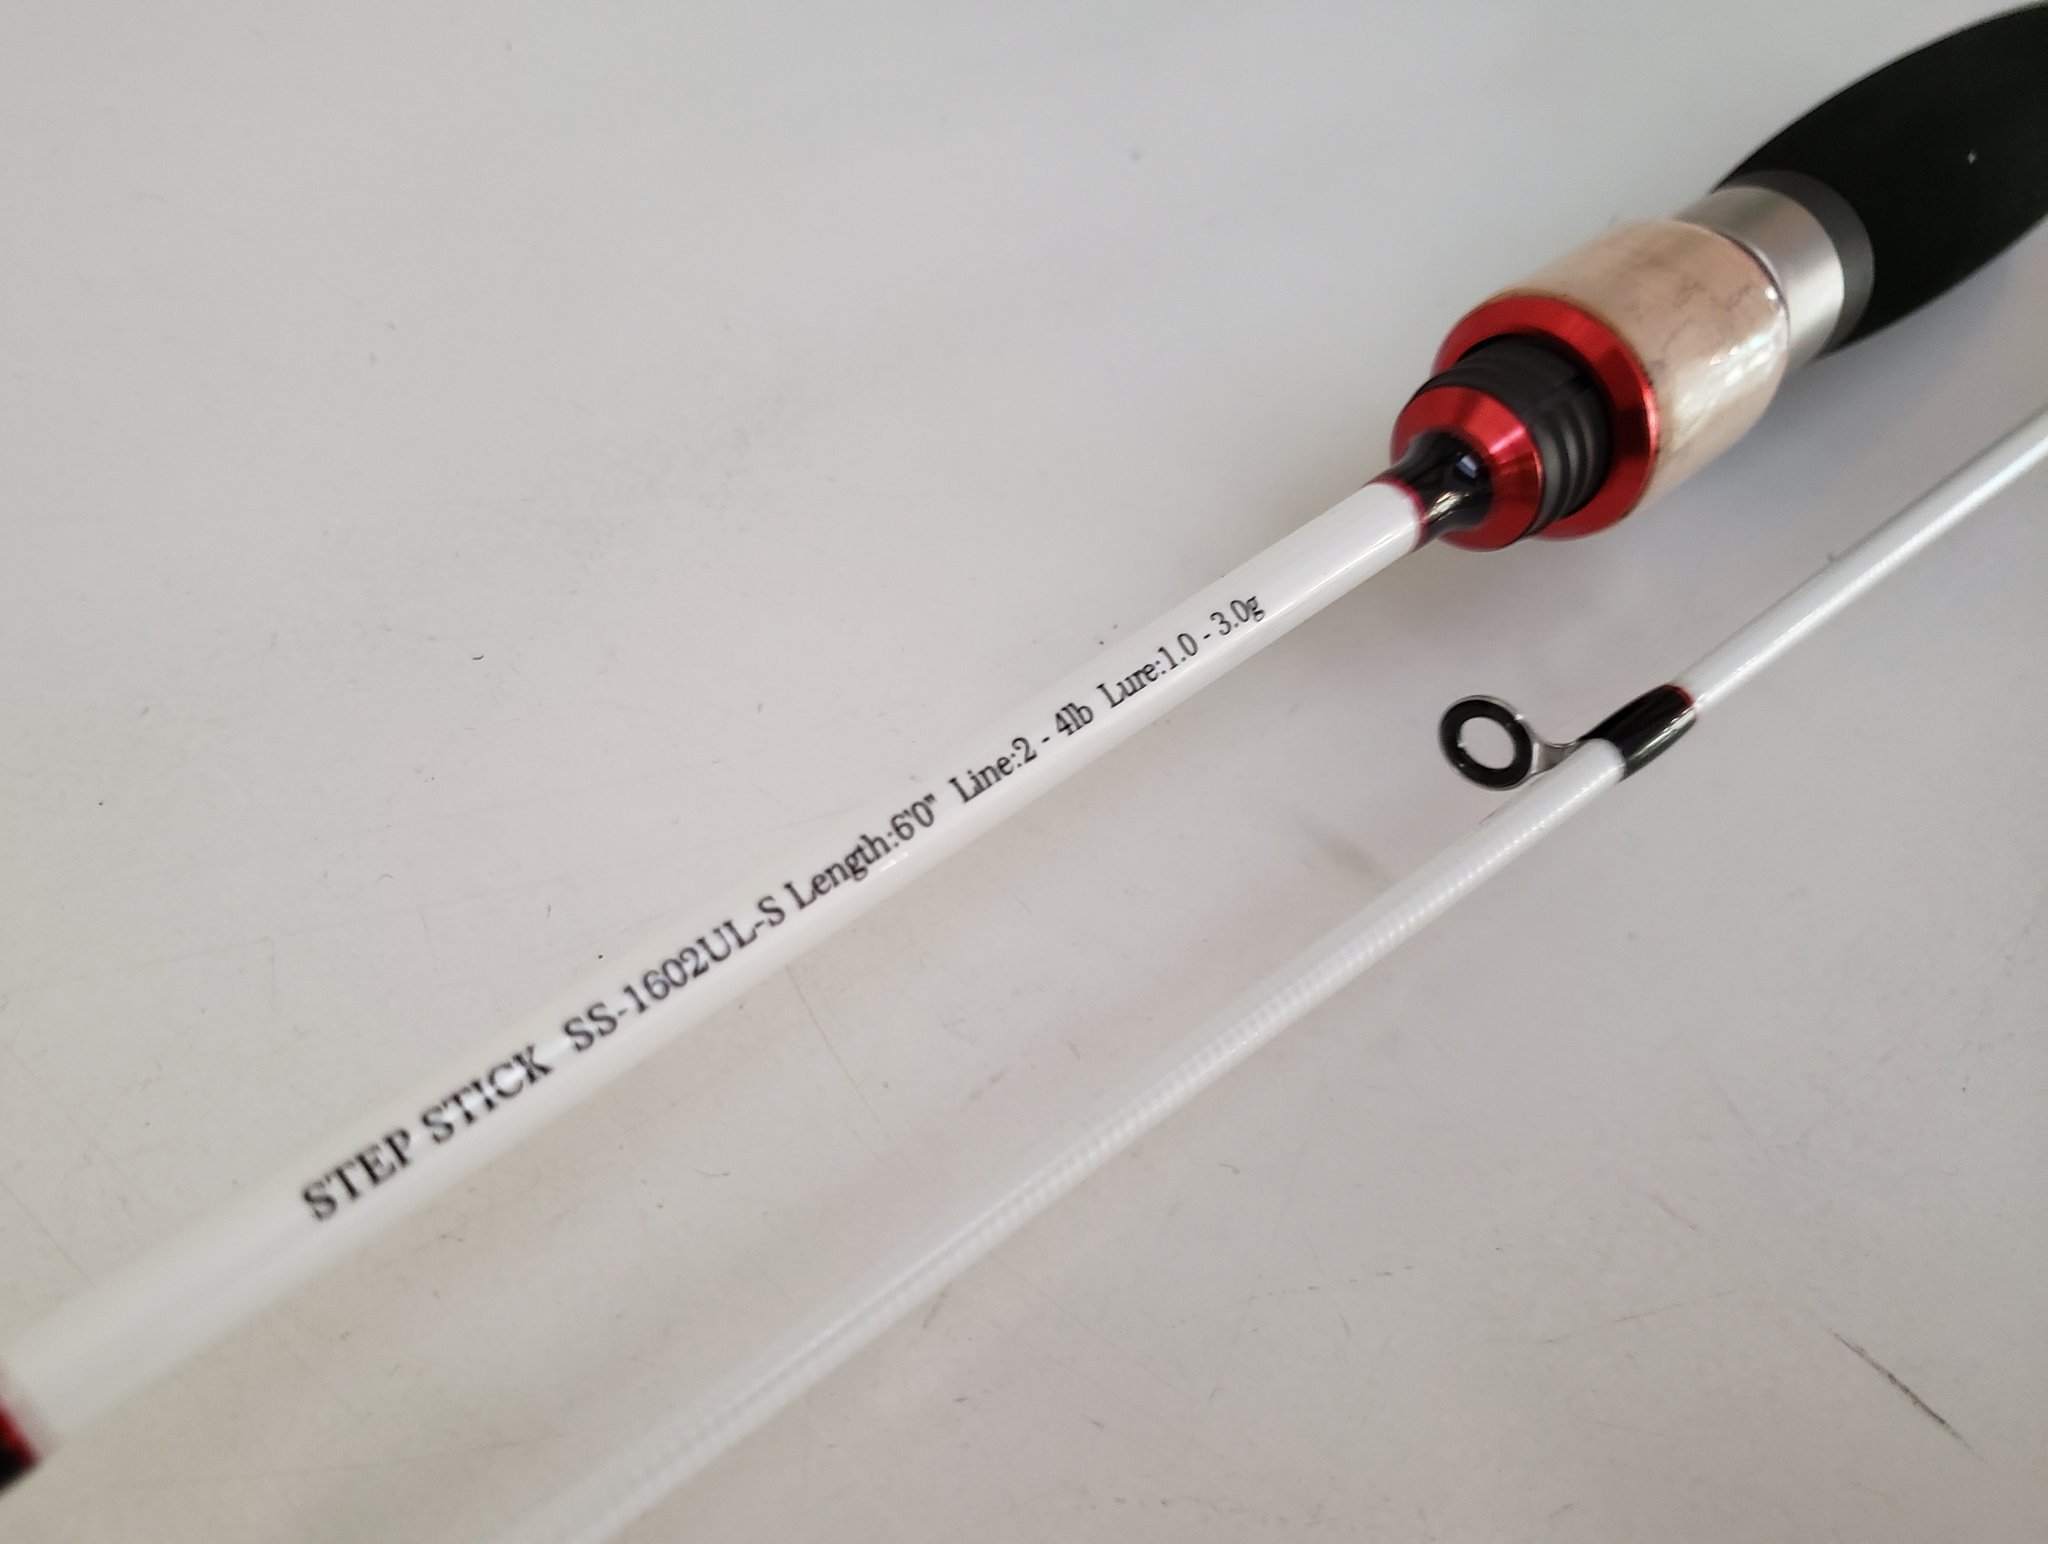 STEP STICK SS-1602UL-S Length:6'0" Line:2 - 4lb Lure:1.0 - 3.0g